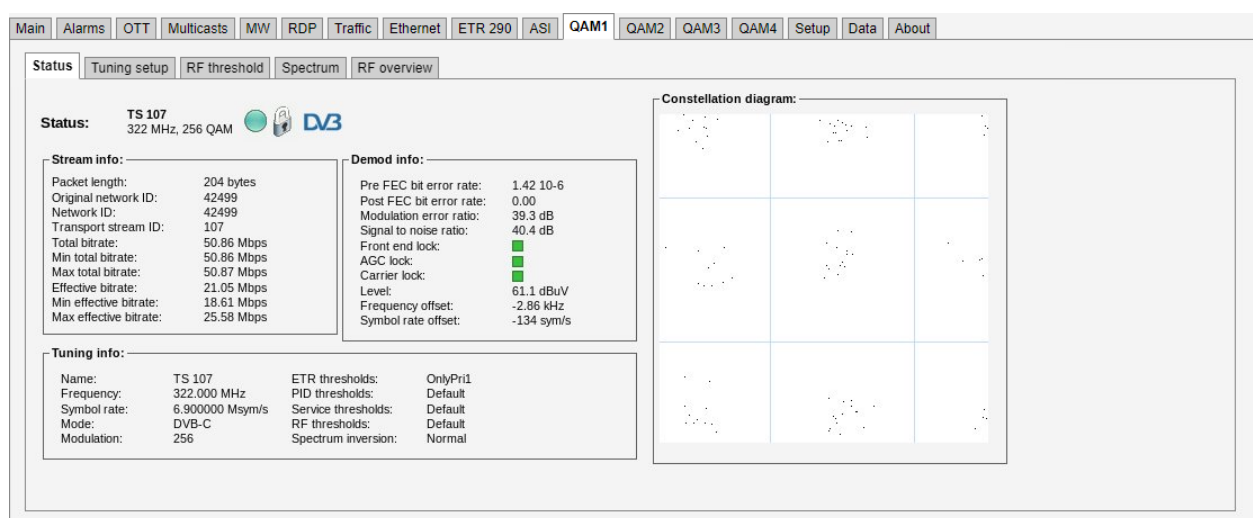 Main Alarms OTT Multicasts MW RDP Traffic Ethernet ETR 290 ASI QAM1 QAM2 QAM3 QAM4 Setup Data About
Status Tuning setup RF threshold Spectrum RF overview
Status:
TS 107
322 MHz, 256 QAM
DVB
Stream info:
Packet length: 204 bytes
Original network ID: 42499
Network ID: 42499
Transport stream ID: 107
Total bitrate: 50.86 Mbps
Min total bitrate: 50.86 Mbps
Max total bitrate: 50.87 Mbps
Effective bitrate: 21.05 Mbps
Min effective bitrate: 18.61 Mbps
Max effective bitrate: 25.58 Mbps
Demod info:
Pre FEC bit error rate: 1.42 10-6
Post FEC bit error rate: 0.00
Modulation error ratio: 39.3 dB
Signal to noise ratio: 40.4 dB
Front end lock:
AGC lock:
Carrier lock:
Level: 61.1 dBuV
Frequency offset: -2.86 kHz
Symbol rate offset: -134 sym/s
Tuning info:
Name: TS 107 ETR thresholds: OnlyPri1
Frequency: 322.000 MHz PID thresholds: Default
Symbol rate: 6.900000 Msym/s Service thresholds: Default
Mode: DVB-C RF thresholds: Default
Modulation: 256 Spectrum inversion: Normal
Constellation diagram: